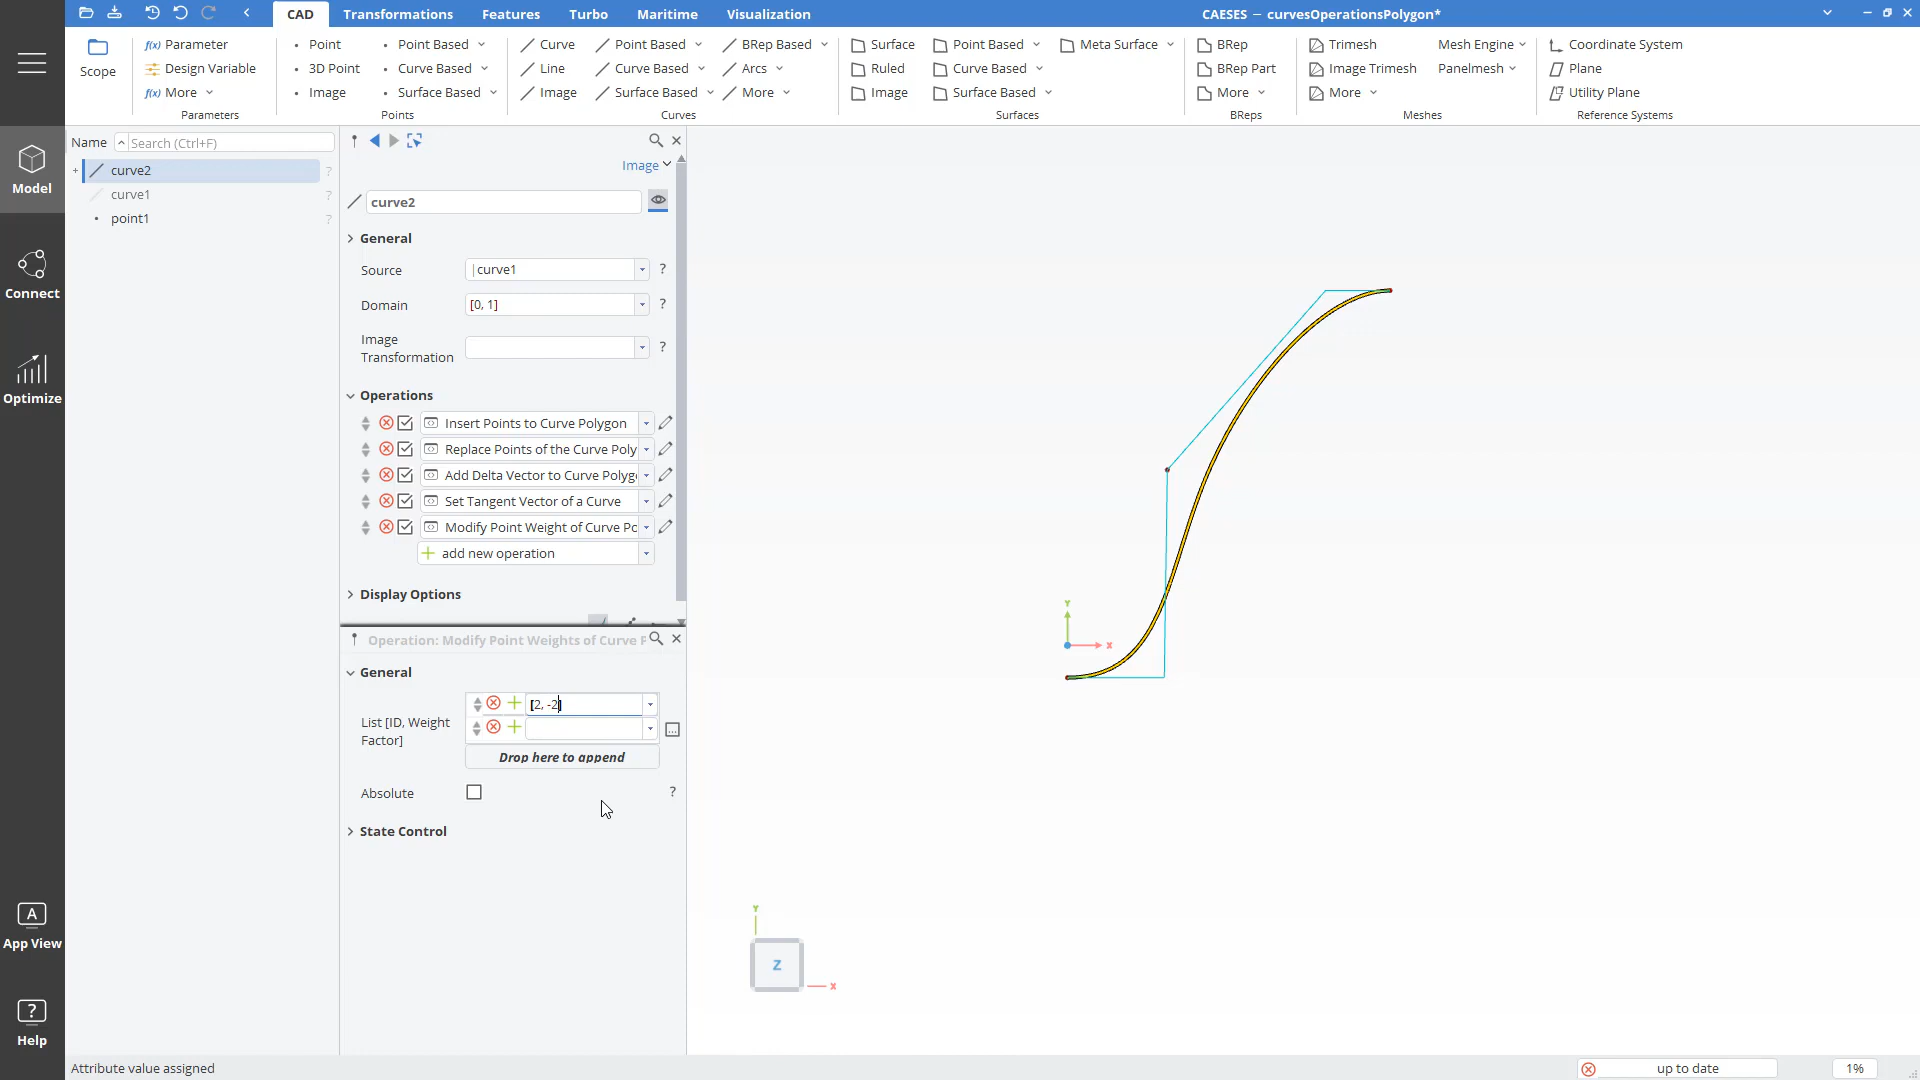 CAD Transformations Features Turbo Maritime Visualization CAESES — curvesOperationsPolygon*
Scope
f(x) Parameter
Design Variable
f(x) More
Parameters
Point
3D Point
Image
Point Based
Curve Based
Surface Based
Points
Curve
Line
Image
Point Based
Curve Based
Surface Based
BRep Based
Arcs
More
Curves
Surface
Ruled
Image
Point Based
Curve Based
Surface Based
Meta Surface
Surfaces
BRep
BRep Part
More
BReps
Trimesh
Image Trimesh
More
Mesh Engine
Panelmesh
Meshes
Coordinate System
Plane
Utility Plane
Reference Systems
Model
Connect
Optimize
A
App View
?
Help
Name Search (Ctrl+F)
curve2 ?
curve1 ?
point1 ?
Image
curve2
General
Source |curve1 ?
Domain [0, 1] ?
Image
Transformation ?
Operations
Insert Points to Curve Polygon
Replace Points of the Curve Poly
Add Delta Vector to Curve Polyg
Set Tangent Vector of a Curve
Modify Point Weight of Curve Po
add new operation
Display Options
Operation: Modify Point Weights of Curve P
General
List [ID, Weight
Factor]
[2, -2]
...
Drop here to append
Absolute ?
State Control
Y
X
Y
Z
X
Attribute value assigned
up to date
1%